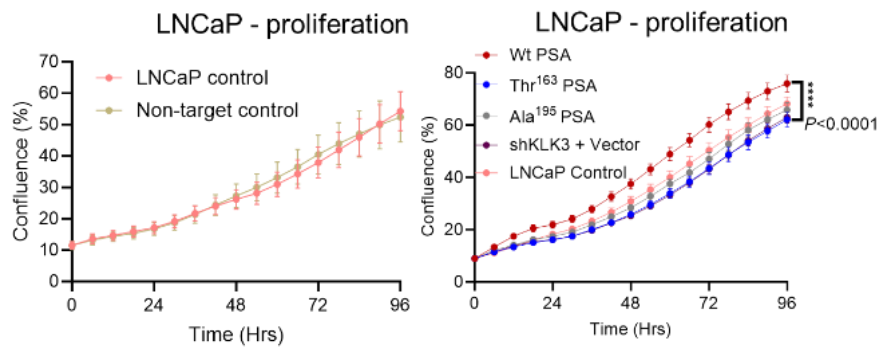 LNCaP - proliferation
70
60
50
40
30
20
10
0
Confluence (%)
LNCaP control
Non-target control
0 24 48 72 96
Time (Hrs)
LNCaP - proliferation
80
60
40
20
0
Confluence (%)
Wt PSA
Thr¹⁶³ PSA
Ala¹⁹⁵ PSA
shKLK3 + Vector
LNCaP Control
****
P<0.0001
0 24 48 72 96
Time (Hrs)